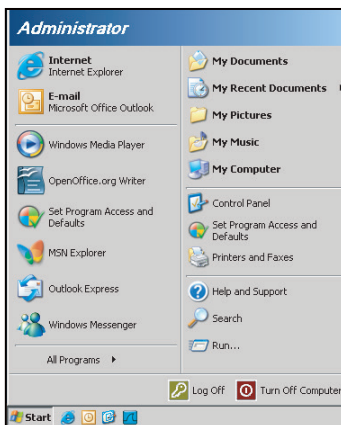 Administrator
Internet
Internet Explorer
E-mail
Microsoft Office Outlook
Windows Media Player
OpenOffice.org Writer
Set Program Access and
Defaults
MSN Explorer
Outlook Express
Windows Messenger
All Programs
My Documents
My Recent Documents
My Pictures
My Music
My Computer
Control Panel
Set Program Access and
Defaults
Printers and Faxes
Help and Support
Search
Run...
Log Off
Turn Off Computer
Start